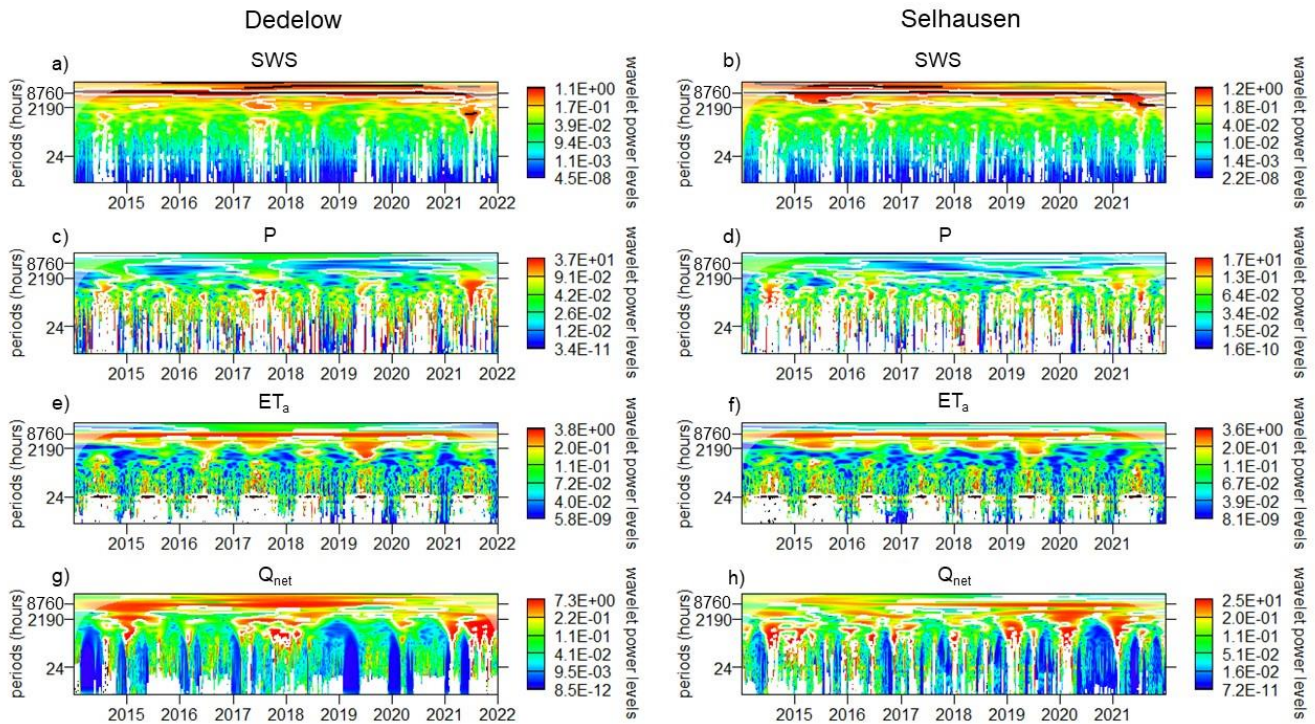 Dedelow
Selhausen
a)
SWS
b)
SWS
periods (hours)
8760
2190
24
2015 2016 2017 2018 2019 2020 2021 2022
1.1E+00
1.7E-01
3.9E-02
9.4E-03
1.1E-03
4.5E-08
wavelet power levels
periods (hours)
8760
2190
24
2015 2016 2017 2018 2019 2020 2021
1.2E+00
1.8E-01
4.0E-02
1.0E-02
1.4E-03
2.2E-08
wavelet power levels
c)
P
d)
P
periods (hours)
8760
2190
24
2015 2016 2017 2018 2019 2020 2021 2022
3.7E+01
9.1E-02
4.2E-02
2.6E-02
1.2E-02
3.4E-11
wavelet power levels
periods (hours)
8760
2190
24
2015 2016 2017 2018 2019 2020 2021
1.7E+01
1.3E-01
6.4E-02
3.4E-02
1.5E-02
1.6E-10
wavelet power levels
e)
ETa
f)
ETa
periods (hours)
8760
2190
24
2015 2016 2017 2018 2019 2020 2021 2022
3.8E+00
2.0E-01
1.1E-01
7.2E-02
4.0E-02
5.8E-09
wavelet power levels
periods (hours)
8760
2190
24
2015 2016 2017 2018 2019 2020 2021
3.6E+00
2.0E-01
1.1E-01
6.7E-02
3.9E-02
8.1E-09
wavelet power levels
g)
Qnet
h)
Qnet
periods (hours)
8760
2190
24
2015 2016 2017 2018 2019 2020 2021 2022
7.3E+00
2.2E-01
1.1E-01
4.7E-02
9.5E-03
8.5E-12
wavelet power levels
periods (hours)
8760
2190
24
2015 2016 2017 2018 2019 2020 2021
2.5E+01
2.0E-01
1.1E-01
5.6E-02
1.6E-02
7.2E-11
wavelet power levels